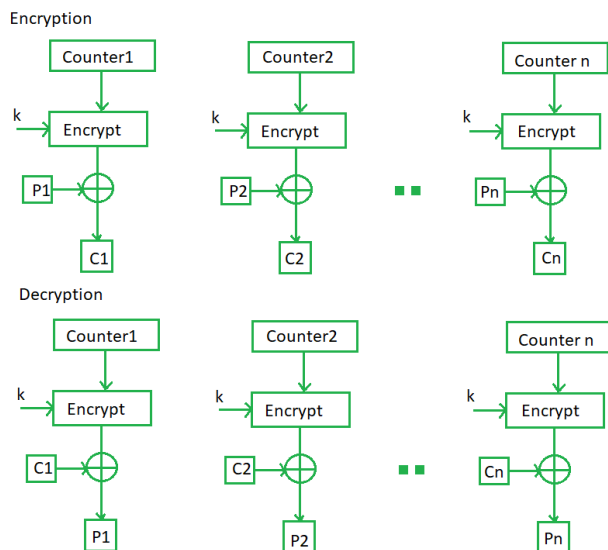 Encryption
Counter1 Counter2 Counter n
k Encrypt k Encrypt k Encrypt
P1 P2 Pn
C1 C2 Cn
Decryption
Counter1 Counter2 Counter n
k Encrypt k Encrypt k Encrypt
C1 C2 Cn
P1 P2 Pn